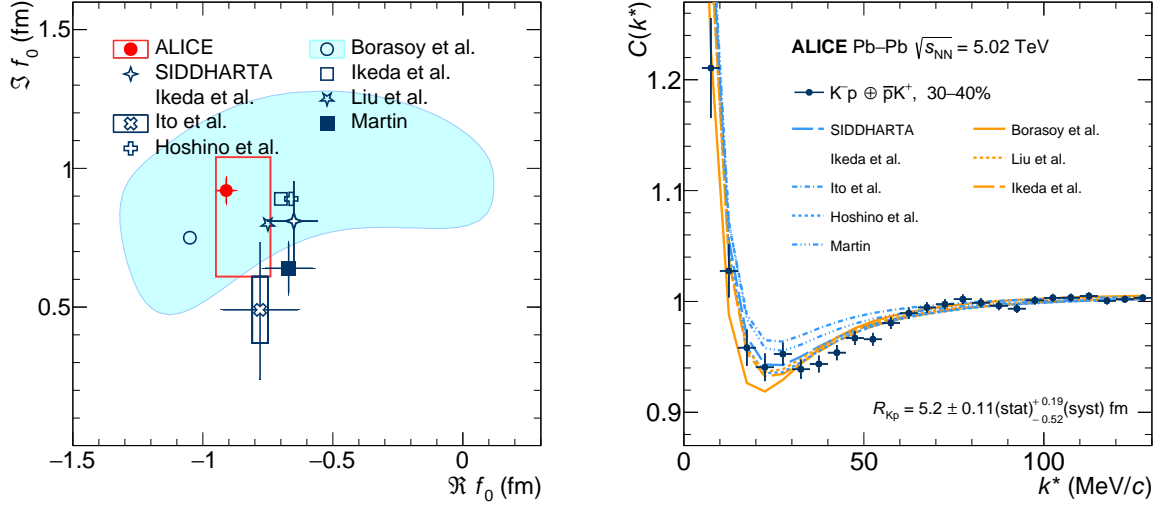 ℑ f₀ (fm)
1.5
1
0.5
0
−1.5
−1
−0.5
0
ℜ f₀ (fm)
ALICE
SIDDHARTA
Ikeda et al.
Ito et al.
Hoshino et al.
Borasoy et al.
Ikeda et al.
Liu et al.
Martin
C(k*)
1.2
1.1
1.0
0.9
0
50
100
k* (MeV/c)
ALICE Pb–Pb √s_NN = 5.02 TeV
K⁻p ⊕ p̅K⁺, 30–40%
SIDDHARTA
Ikeda et al.
Ito et al.
Hoshino et al.
Martin
Borasoy et al.
Liu et al.
Ikeda et al.
R_Kp = 5.2 ± 0.11(stat) +0.19 −0.52 (syst) fm